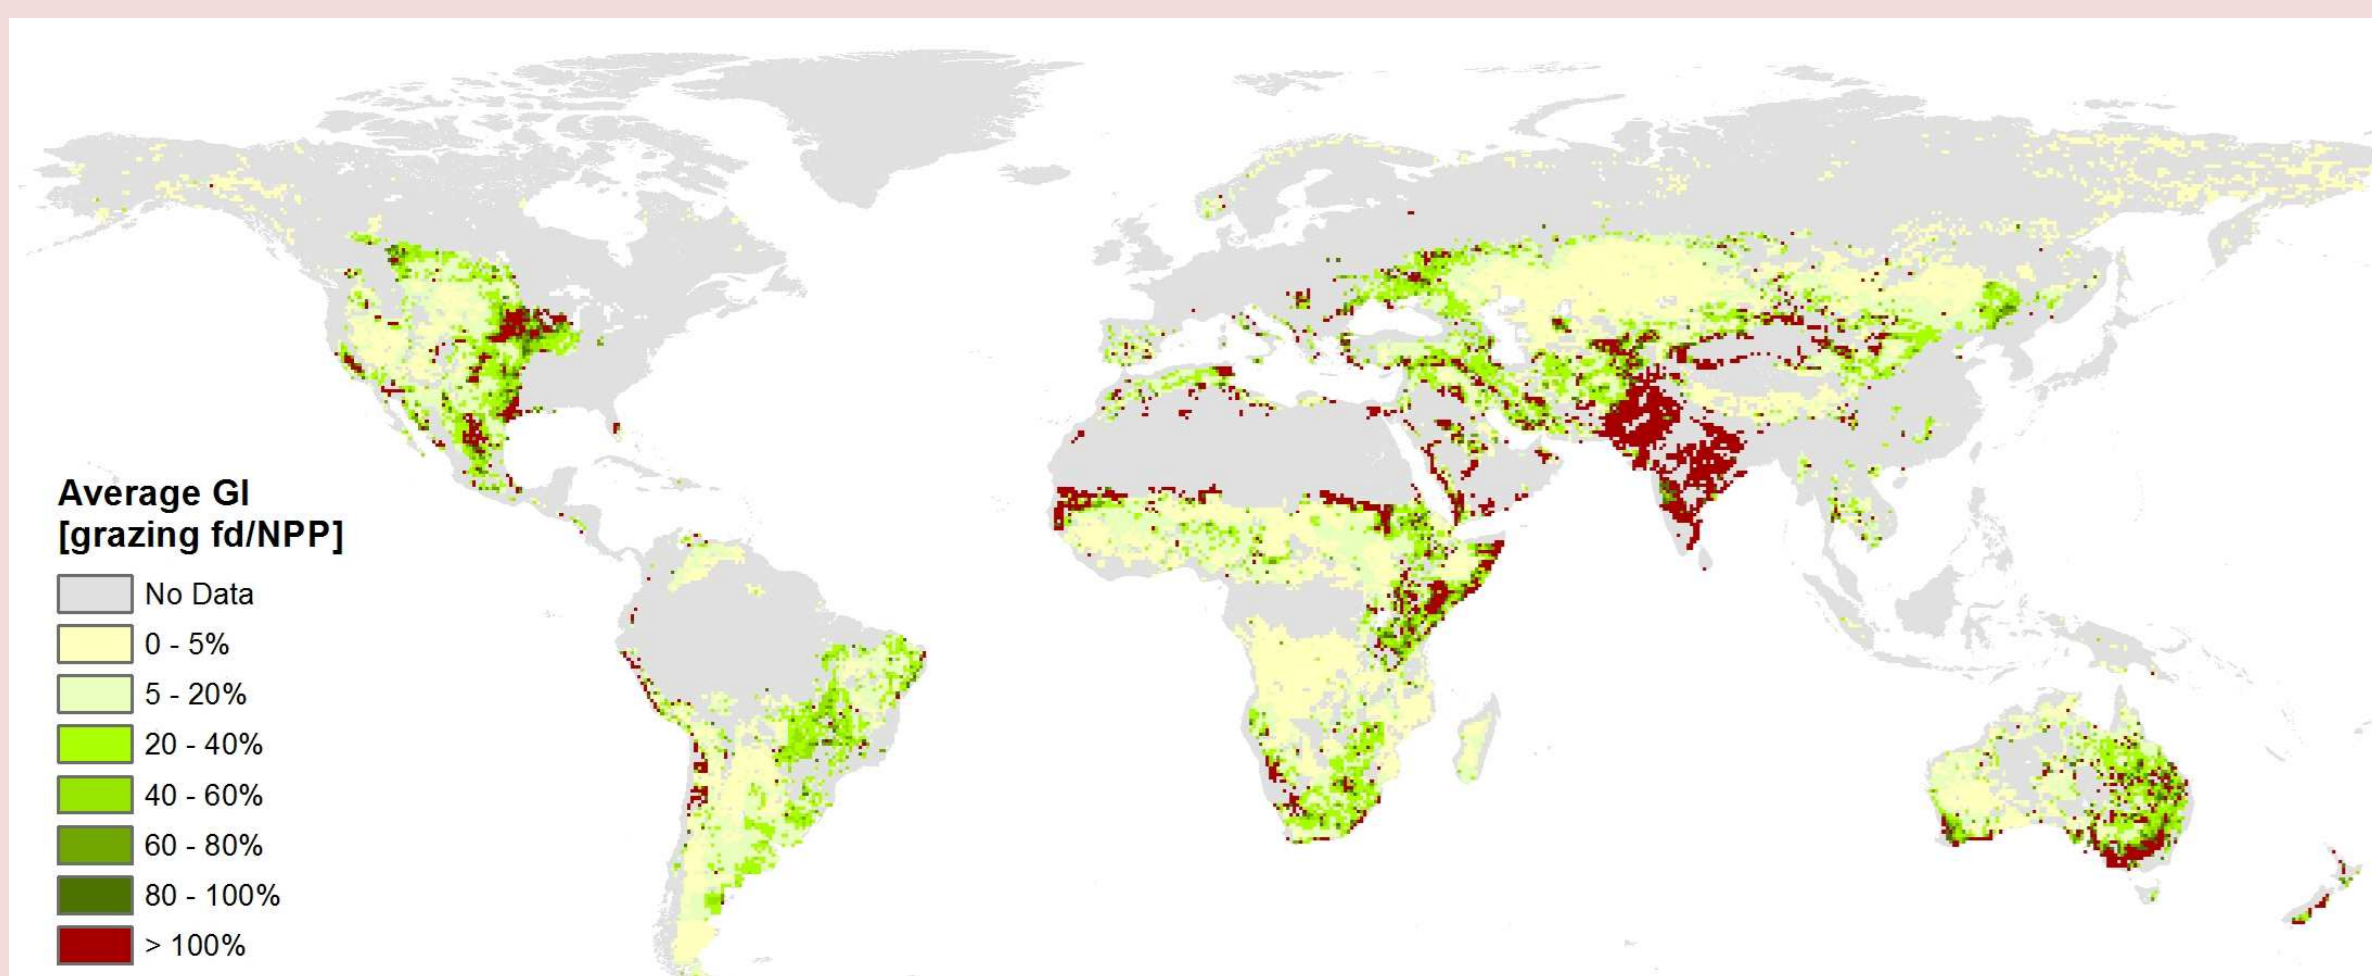 Average GI
[grazing fd/NPP]
No Data
0 - 5%
5 - 20%
20 - 40%
40 - 60%
60 - 80%
80 - 100%
> 100%